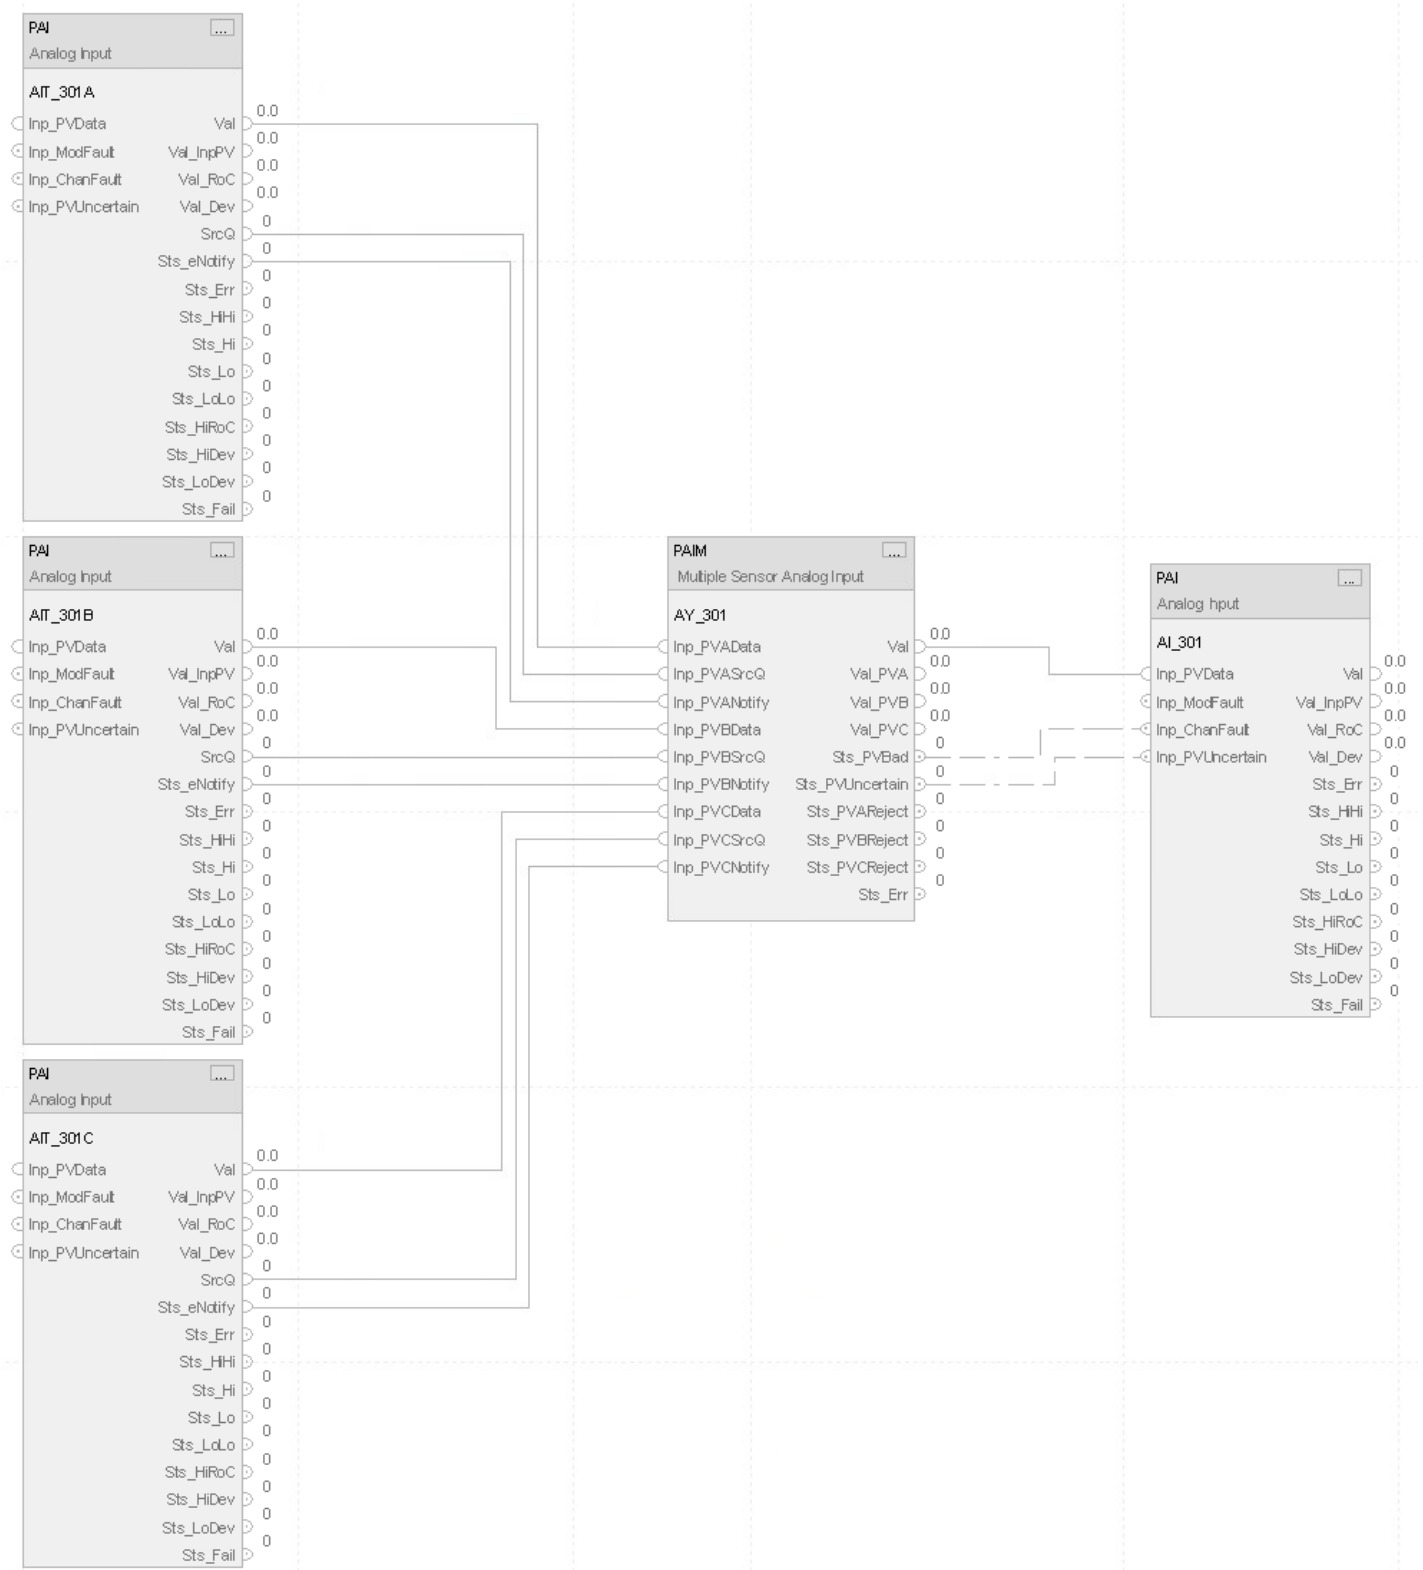 PAI ...
Analog Input
AIT_301A
0.0
Inp_PVData Val
0.0
Inp_ModFault Val_InpPV
0.0
Inp_ChanFault Val_RoC
0.0
Inp_PVUncertain Val_Dev
0
SrcQ
0
Sts_eNotify
0
Sts_Err
0
Sts_HiHi
0
Sts_Hi
0
Sts_Lo
0
Sts_LoLo
0
Sts_HiRoC
0
Sts_HiDev
0
Sts_LoDev
0
Sts_Fail
PAI ...
Analog Input
AIT_301B
0.0
Inp_PVData Val
0.0
Inp_ModFault Val_InpPV
0.0
Inp_ChanFault Val_RoC
0.0
Inp_PVUncertain Val_Dev
0
SrcQ
0
Sts_eNotify
0
Sts_Err
0
Sts_HiHi
0
Sts_Hi
0
Sts_Lo
0
Sts_LoLo
0
Sts_HiRoC
0
Sts_HiDev
0
Sts_LoDev
0
Sts_Fail
PAI ...
Analog Input
AIT_301C
0.0
Inp_PVData Val
0.0
Inp_ModFault Val_InpPV
0.0
Inp_ChanFault Val_RoC
0.0
Inp_PVUncertain Val_Dev
0
SrcQ
0
Sts_eNotify
0
Sts_Err
0
Sts_HiHi
0
Sts_Hi
0
Sts_Lo
0
Sts_LoLo
0
Sts_HiRoC
0
Sts_HiDev
0
Sts_LoDev
0
Sts_Fail
PAIM ...
Multiple Sensor Analog Input
AY_301
0.0
Inp_PVAData Val
0.0
Inp_PVASrcQ Val_PVA
0.0
Inp_PVANotify Val_PVB
0.0
Inp_PVBData Val_PVC
0
Inp_PVBSrcQ Sts_PVBad
0
Inp_PVBNotify Sts_PVUncertain
0
Inp_PVCData Sts_PVAReject
0
Inp_PVCSrcQ Sts_PVBReject
0
Inp_PVCNotify Sts_PVCReject
0
Sts_Err
PAI ...
Analog Input
AI_301
0.0
Inp_PVData Val
0.0
Inp_ModFault Val_InpPV
0.0
Inp_ChanFault Val_RoC
0.0
Inp_PVUncertain Val_Dev
0
Sts_Err
0
Sts_HiHi
0
Sts_Hi
0
Sts_Lo
0
Sts_LoLo
0
Sts_HiRoC
0
Sts_HiDev
0
Sts_LoDev
0
Sts_Fail